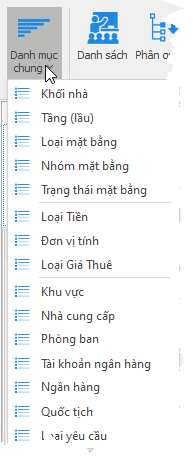 Danh mục
chung
Danh sách
Phân
Khối nhà
Tầng (lầu)
Loại mặt bằng
Nhóm mặt bằng
Trạng thái mặt bằng
Loại Tiền
Đơn vị tính
Loại Giá Thuê
Khu vực
Nhà cung cấp
Phòng ban
Tài khoản ngân hàng
Ngân hàng
Quốc tịch
yêu cầu